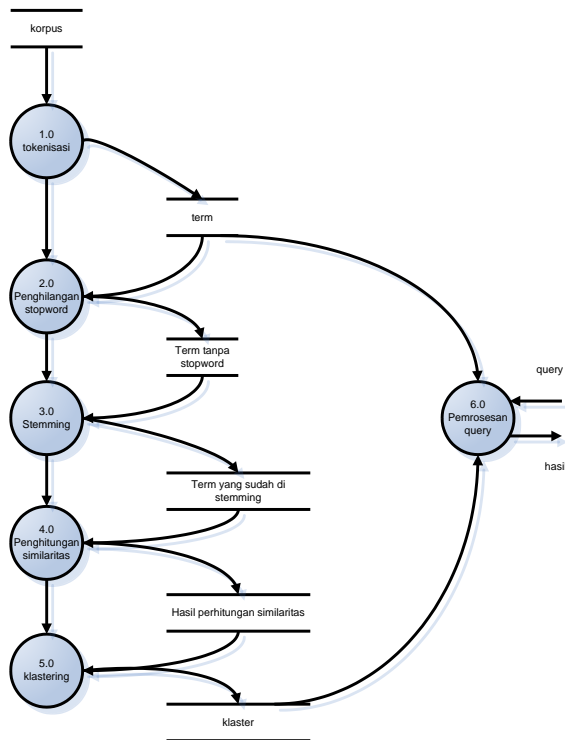 korpus
1.0
tokenisasi
term
2.0
Penghilangan
stopword
Term tanpa
stopword
3.0
Stemming
query
6.0
Pemrosesan
query
hasi
Term yang sudah di
stemming
4.0
Penghitungan
similaritas
Hasil perhitungan similaritas
5.0
klastering
klaster